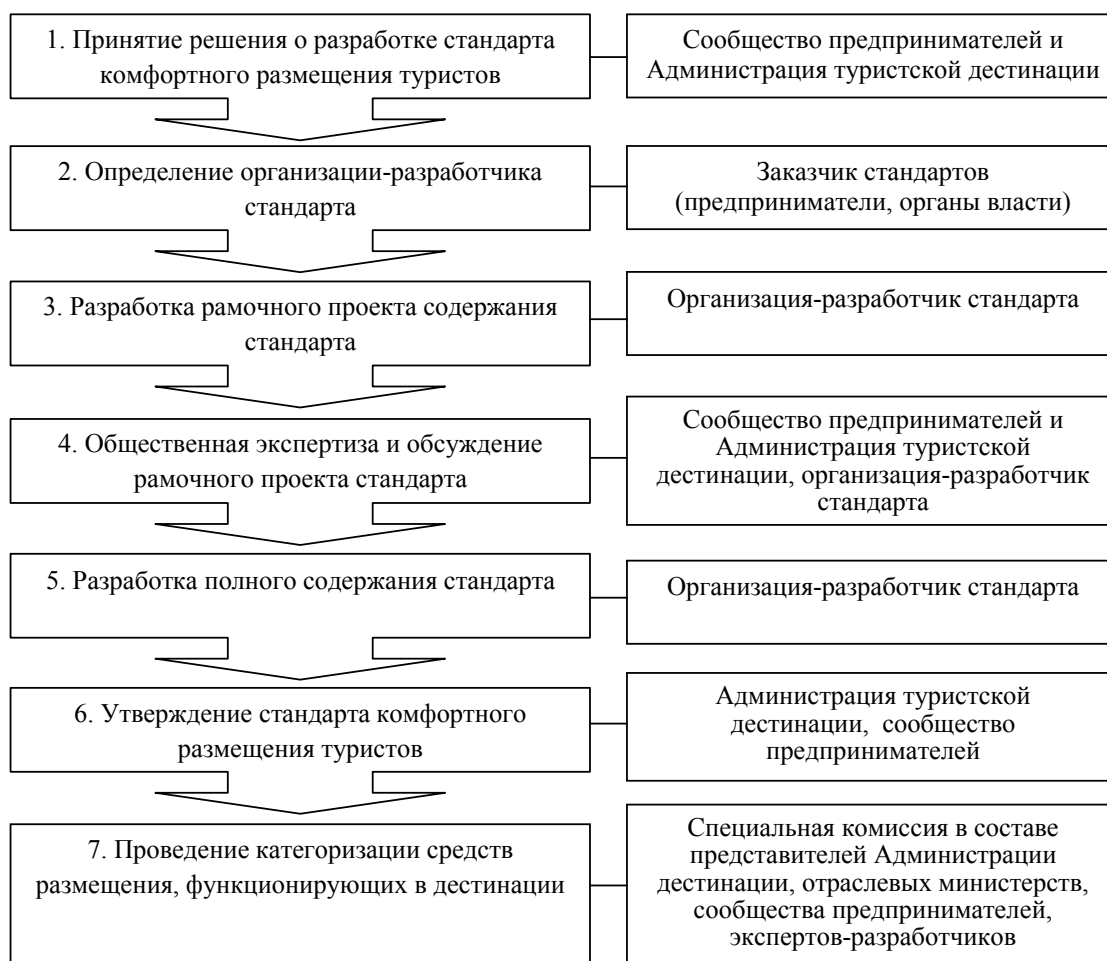 1. Принятие решения о разработке стандарта
комфортного размещения туристов
Сообщество предпринимателей и
Администрация туристской дестинации
2. Определение организации-разработчика
стандарта
Заказчик стандартов
(предприниматели, органы власти)
3. Разработка рамочного проекта содержания
стандарта
Организация-разработчик стандарта
4. Общественная экспертиза и обсуждение
рамочного проекта стандарта
Сообщество предпринимателей и
Администрация туристской
дестинации, организация-разработчик
стандарта
5. Разработка полного содержания стандарта
Организация-разработчик стандарта
6. Утверждение стандарта комфортного
размещения туристов
Администрация туристской
дестинации, сообщество
предпринимателей
7. Проведение категоризации средств
размещения, функционирующих в дестинации
Специальная комиссия в составе
представителей Администрации
дестинации, отраслевых министерств,
сообщества предпринимателей,
экспертов-разработчиков